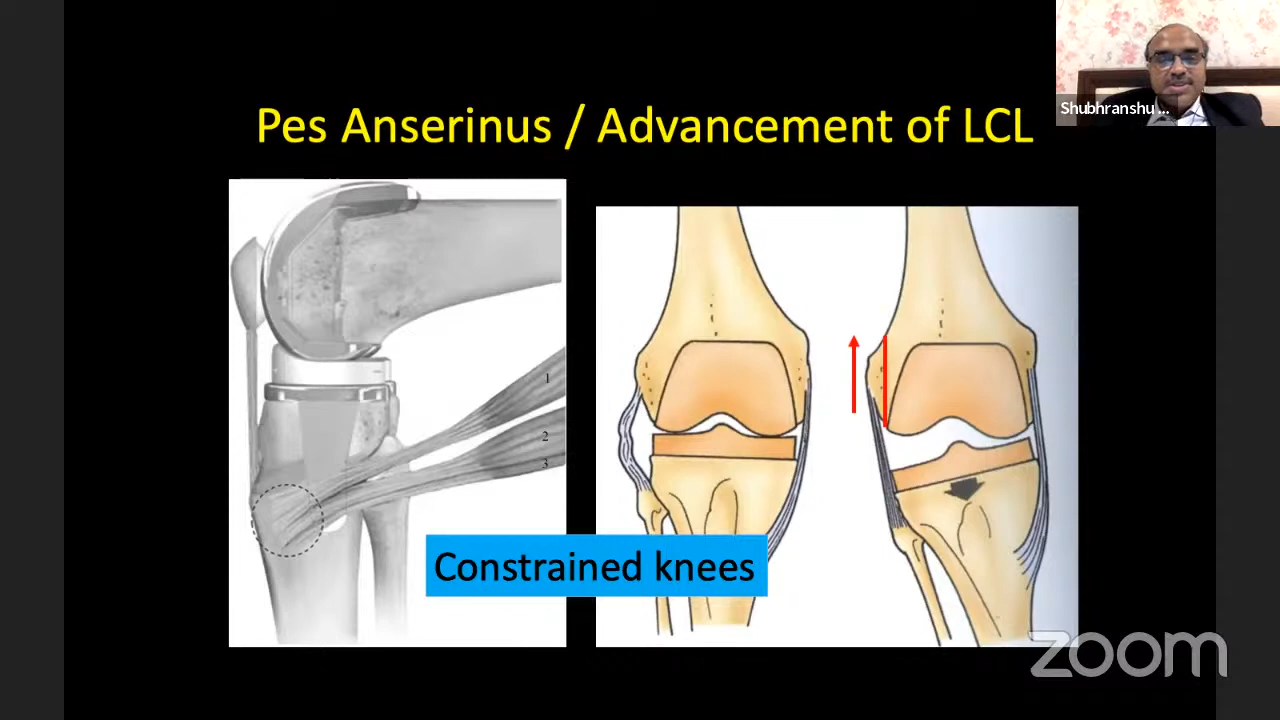 Shubhranshu ...
Pes Anserinus / Advancement of LCL
1
2
3
Constrained knees
zoom